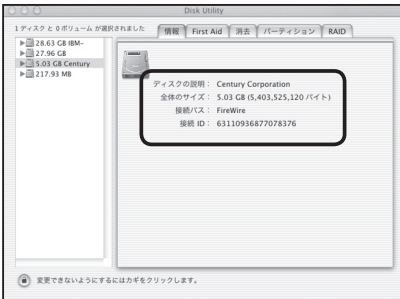 Disk Utility
1 ディスク と 0 ボリューム が選択されました
情報 First Aid 消去 パーティション RAID
28.63 GB IBM-
27.96 GB
5.03 GB Century
217.93 MB
ディスクの説明： Century Corporation
全体のサイズ： 5.03 GB (5,403,525,120 バイト)
接続バス： FireWire
接続 ID： 63110936877078376
変更できないようにするにはカギをクリックします。